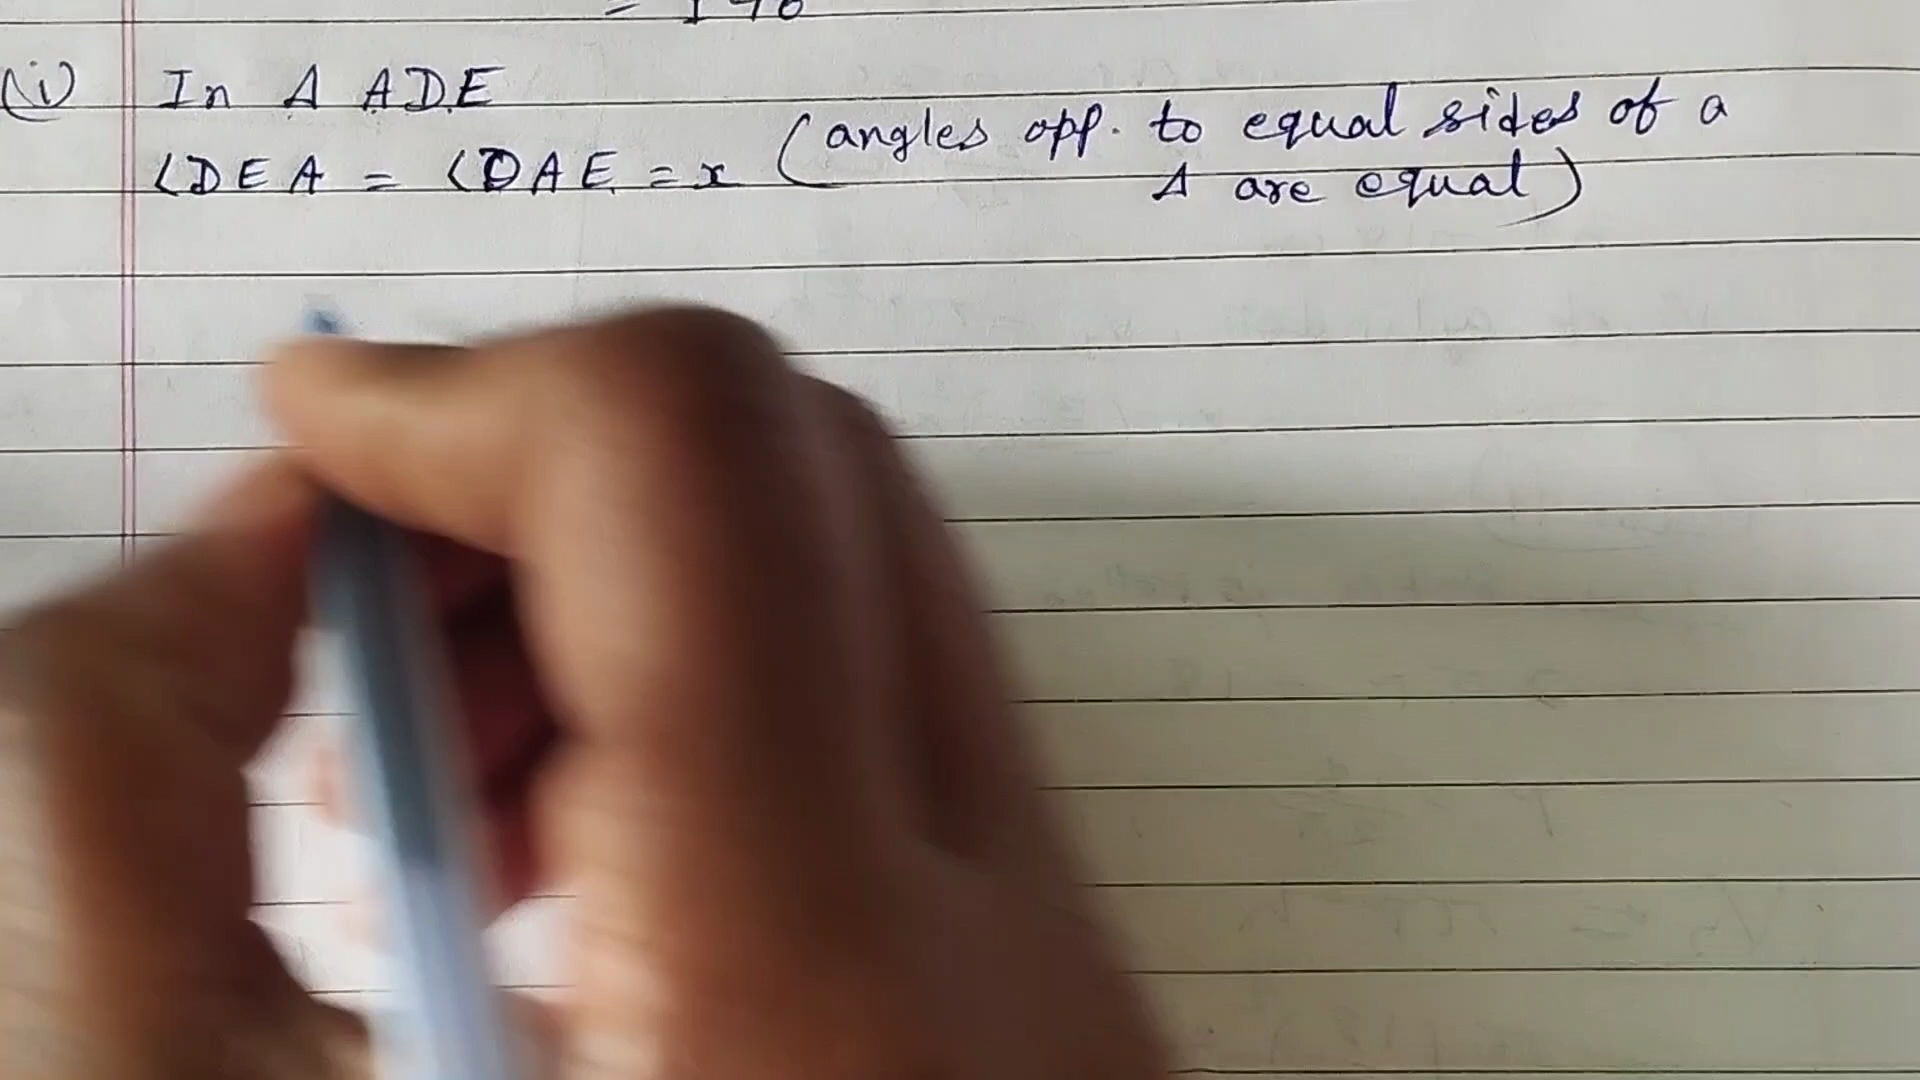 (i) In Δ ADE
∠DEA = ∠DAE = x (angles opp. to equal sides of a
Δ are equal)